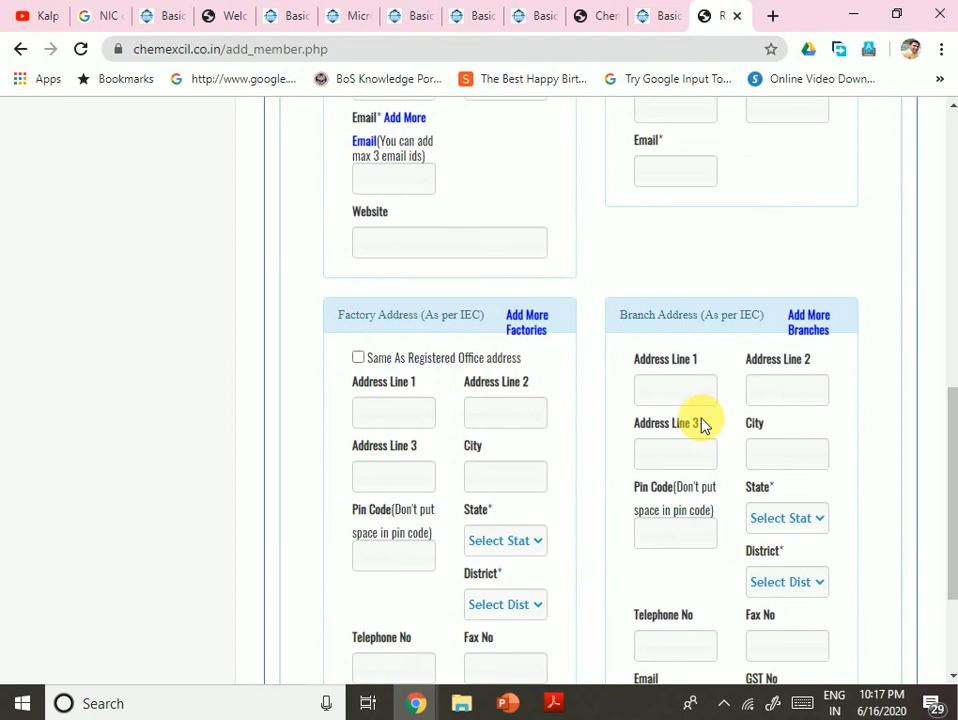 Kalp
NIC
Basic
Welc
Basic
Micr
Basic
Basic
Basic
Cher
Basic
R
chemexcil.co.in/add_member.php
Apps
Bookmarks
http://www.google....
BoS Knowledge Por...
The Best Happy Birt...
Try Google Input To...
Online Video Down...
»
Email* Add More
Email(You can add
max 3 email ids)
Website
Email*
Factory Address (As per IEC)
Add More
Factories
Same As Registered Office address
Address Line 1
Address Line 2
Address Line 3
City
Pin Code(Don't put
space in pin code)
State*
Select Stat
District*
Select Dist
Telephone No
Fax No
Branch Address (As per IEC)
Add More
Branches
Address Line 1
Address Line 2
Address Line 3
City
Pin Code(Don't put
space in pin code)
State*
Select Stat
District*
Select Dist
Telephone No
Fax No
Email
GST No
Search
ENG
IN
10:17 PM
6/16/2020
29